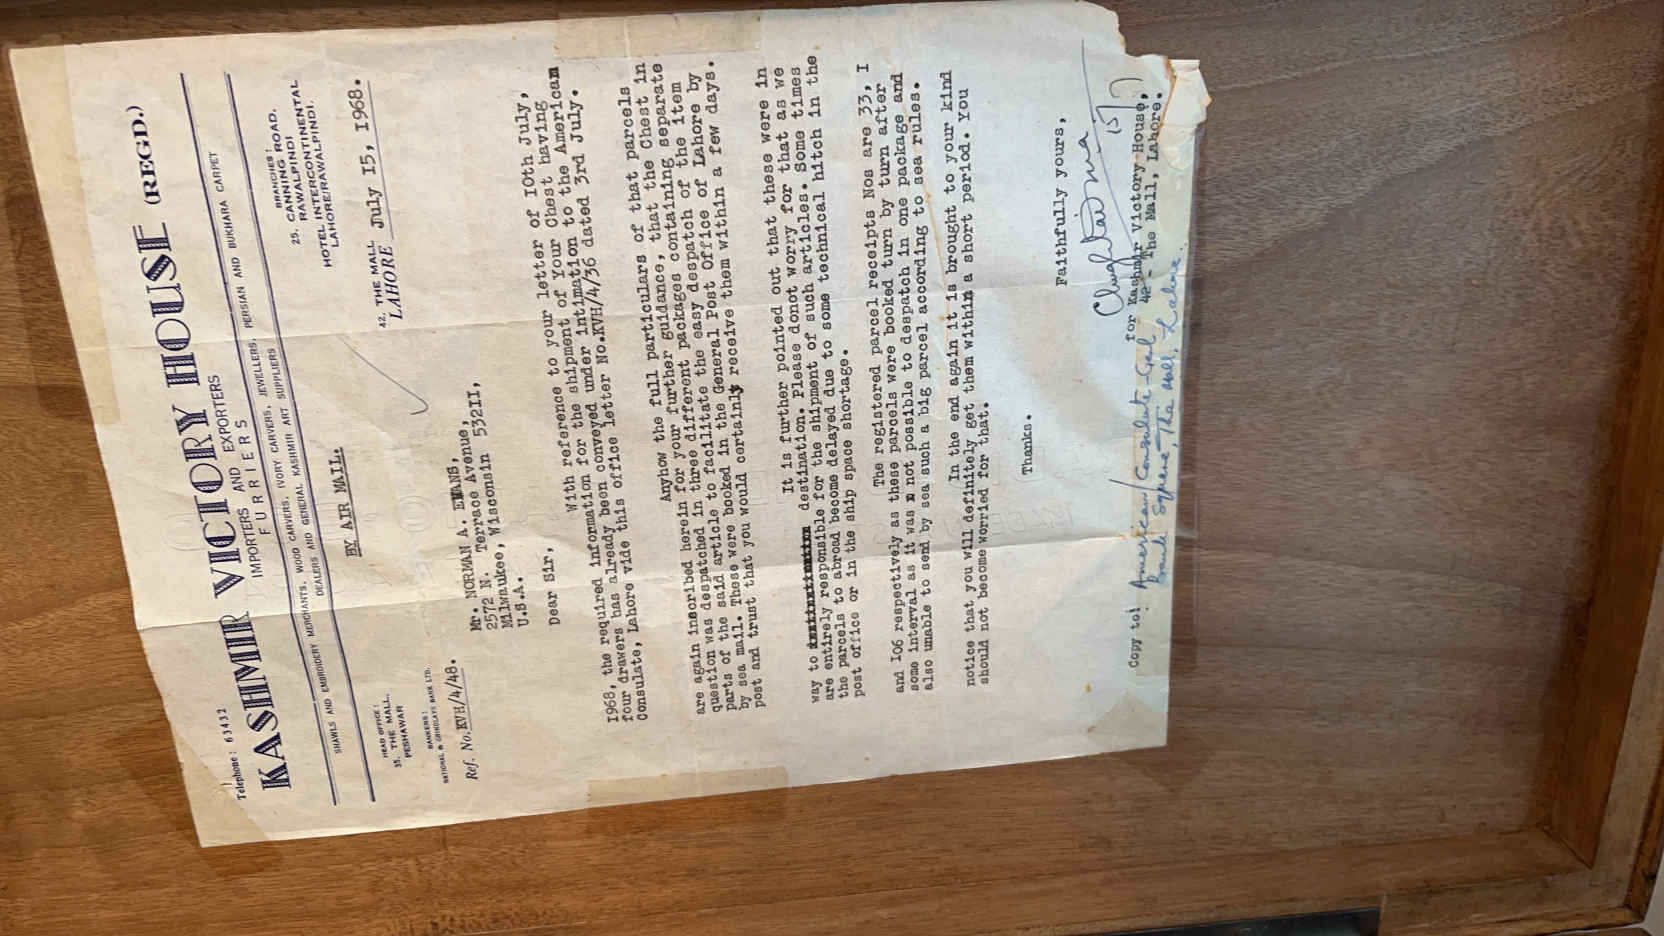 Telephone: 63432
KASHMIR VICTORY HOUSE (REGD.)
IMPORTERS AND EXPORTERS
FURRIERS
SHAWLS AND EMBROIDERY MERCHANTS, WOOD CARVERS, IVORY CARVERS, JEWELLERS, PERSIAN AND BUKHARA CARPET
DEALERS AND GENERAL KASHMIR ART SUPPLIERS
HEAD OFFICE:
35, THE MALL,
PESHAWAR
BRANCHES:
25, CANNING ROAD,
RAWALPINDI
HOTEL INTERCONTINENTAL
LAHORE/RAWALPINDI.
BANKERS:
NATIONAL & GRINDLAYS BANK LTD.
BY AIR MAIL.
42, THE MALL
LAHORE July I5, I968.
Ref. No. KVH/4/48.
Mr. NORMAN A. EVANS,
2572 N. Terrace Avenue,
Milwaukee, Wisconsin 532II,
U.S.A.
Dear Sir,
With reference to your letter of IOth July,
I968, the required information for the shipment of Your Chest having
four drawers has already been conveyed under intimation to the American
Consulate, Lahore vide this office letter No.KVH/4/36 dated 3rd July.
Anyhow the full particulars of that parcels
are again inscribed herein for your further guidance, that the Chest in
question was despatched in three different packages containing separate
parts of the said article to facilitate the easy despatch of the item
by sea mail. These were booked in the General Post Office of Lahore by
post and trust that you would certainly receive them within a few days.
It is further pointed out that these were in
way to destination. Please donot worry for that as we
are entirely responsible for the shipment of such articles. Some times
the parcels to abroad become delayed due to some technical hitch in the
post office or in the ship space shortage.
The registered parcel receipts Nos are 33, I
and I06 respectively as these parcels were booked turn by turn after
some interval as it was not possible to despatch in one package and
also unable to send by sea such a big parcel according to sea rules.
In the end again it is brought to your kind
notice that you will definitely get them within a short period. You
should not become worried for that.
Thanks.
Faithfully yours,
15/7
for Kashmir Victory House,
42 - The Mall, Lahore.
Copy to: American Consulate-Genl
Bank Square, The Mall, Lahore.